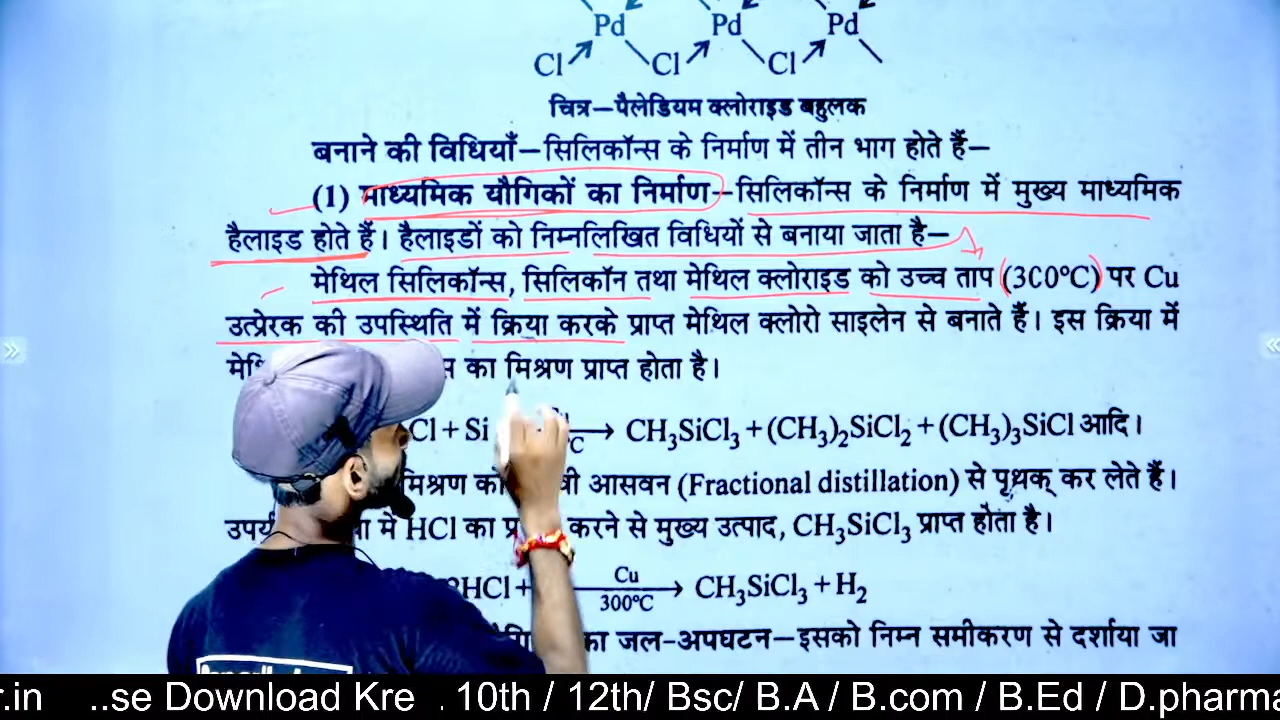 Pd Pd Pd
Cl Cl Cl
चित्र–पैलेडियम क्लोराइड बहुलक
बनाने की विधियाँ–सिलिकॉन्स के निर्माण में तीन भाग होते हैं–
(1) माध्यमिक यौगिकों का निर्माण–सिलिकॉन्स के निर्माण में मुख्य माध्यमिक
हैलाइड होते हैं। हैलाइडों को निम्नलिखित विधियों से बनाया जाता है–
मेथिल सिलिकॉन्स, सिलिकॉन तथा मेथिल क्लोराइड को उच्च ताप (300°C) पर Cu
उत्प्रेरक की उपस्थिति में क्रिया करके प्राप्त मेथिल क्लोरो साइलेन से बनाते हैं। इस क्रिया में
का मिश्रण प्राप्त होता है।
Cl + Si → CH₃SiCl₃ + (CH₃)₂SiCl₂ + (CH₃)₃SiCl आदि।
मिश्रण को आसवन (Fractional distillation) से पृथक् कर लेते हैं।
में HCl का करने से मुख्य उत्पाद, CH₃SiCl₃ प्राप्त होता है।
HCl + Cu 300°C → CH₃SiCl₃ + H₂
का जल-अपघटन–इसको निम्न समीकरण से दर्शाया जा
r.in ..se Download Kre . 10th / 12th/ Bsc/ B.A / B.com / B.Ed / D.pharma